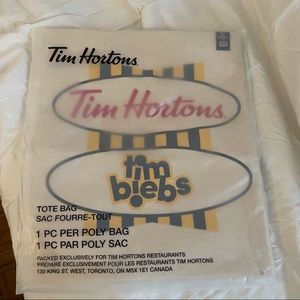 Tim Hortons.
Tim Hortons.
tim
biebs
TOTE BAG
SAC FOURRE-TOUT
1 PC PER POLY BAG
1 PC PAR POLY SAC
PACKED EXCLUSIVELY FOR TIM HORTONS RESTAURANTS
PREPARE EXCLUSIVEMENT POUR LES RESTAURANTS TIM HORTONS
130 KING ST. WEST, TORONTO, ON M5X 1E1 CANADA